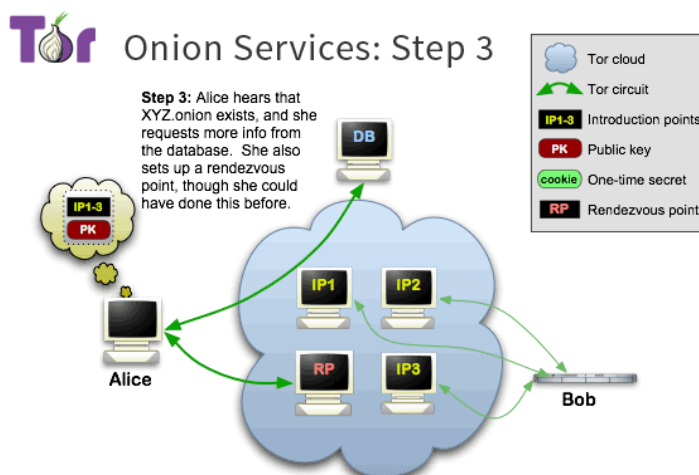 Tor
Onion Services: Step 3
Step 3: Alice hears that
XYZ.onion exists, and she
requests more info from
the database. She also
sets up a rendezvous
point, though she could
have done this before.
Tor cloud
Tor circuit
IP1-3 Introduction points
PK Public key
cookie One-time secret
RP Rendezvous point
DB
IP1-3
PK
IP1
IP2
RP
IP3
Alice
Bob